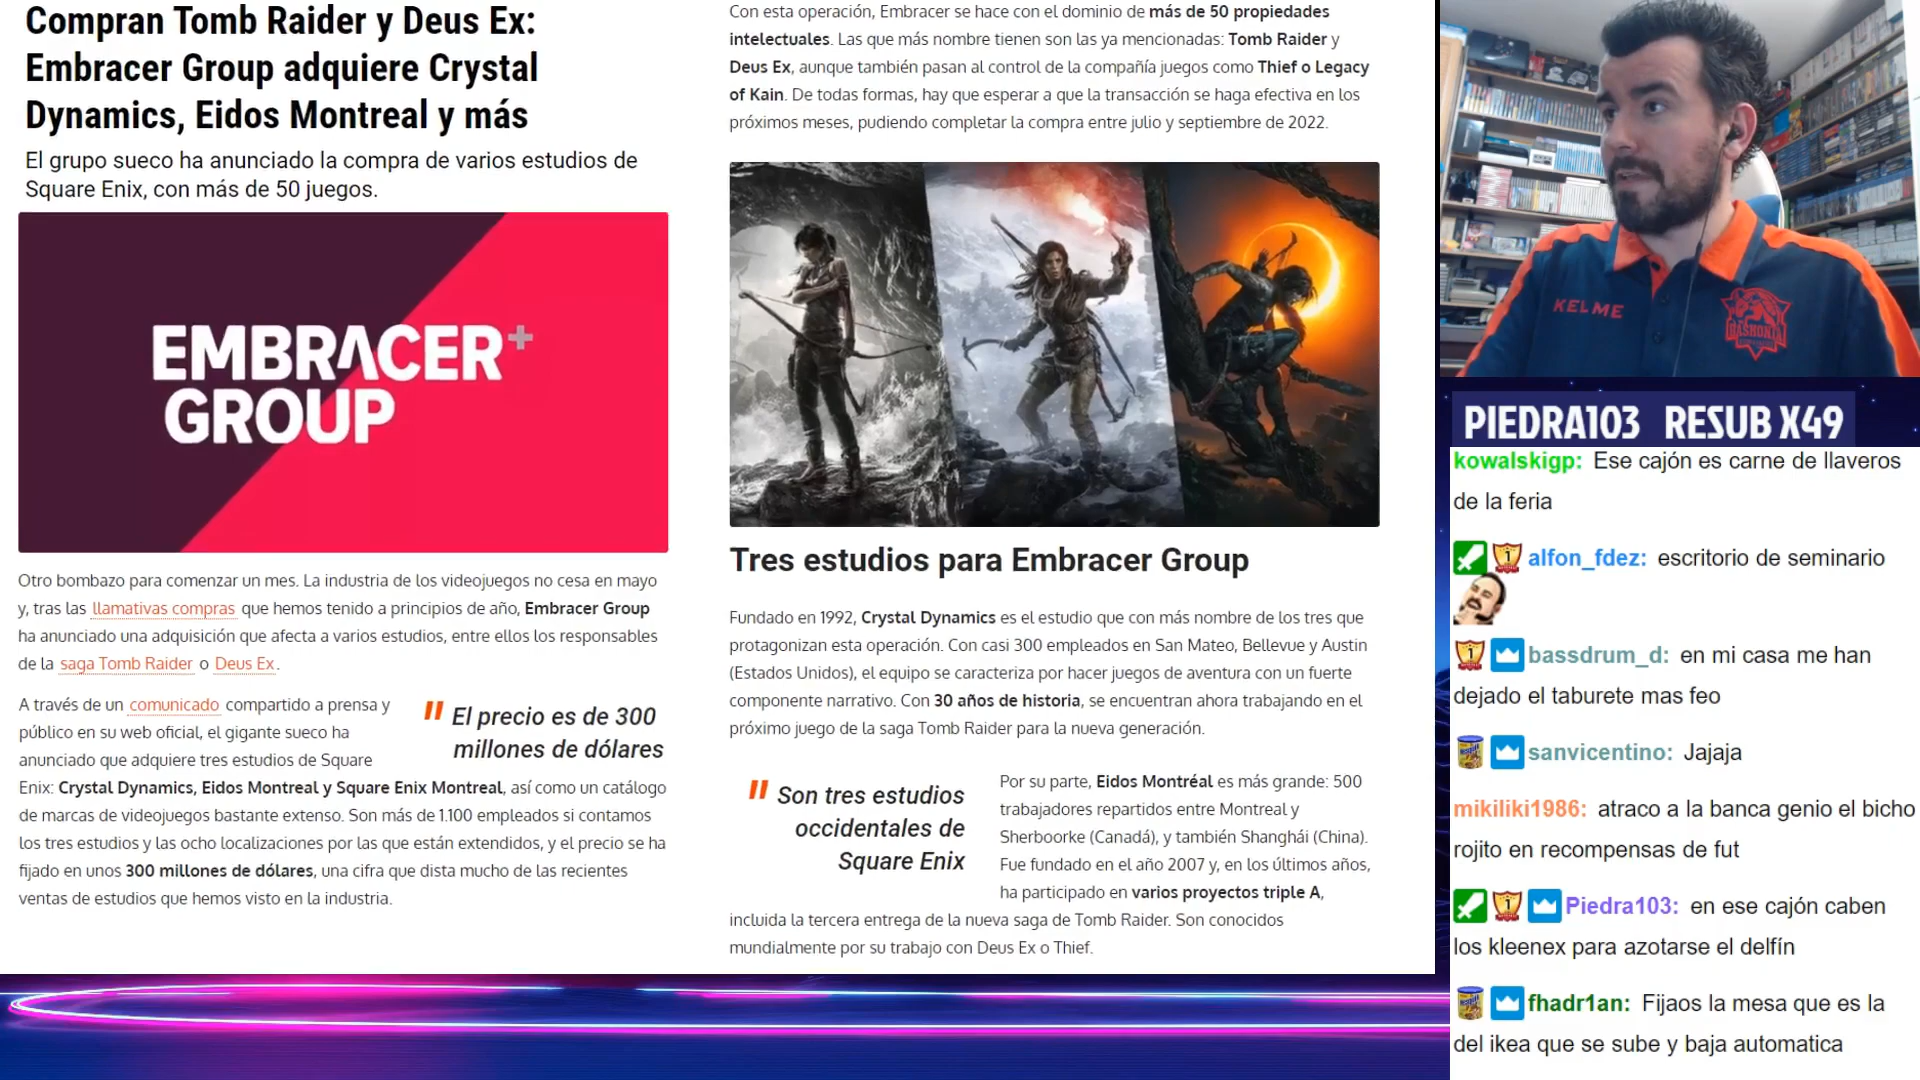 Compran Tomb Raider y Deus Ex:
Embracer Group adquiere Crystal
Dynamics, Eidos Montreal y más
El grupo sueco ha anunciado la compra de varios estudios de
Square Enix, con más de 50 juegos.
EMBRACER+
GROUP
Otro bombazo para comenzar un mes. La industria de los videojuegos no cesa en mayo
y, tras las llamativas compras que hemos tenido a principios de año, Embracer Group
ha anunciado una adquisición que afecta a varios estudios, entre ellos los responsables
de la saga Tomb Raider o Deus Ex.
A través de un comunicado compartido a prensa y
público en su web oficial, el gigante sueco ha
anunciado que adquiere tres estudios de Square
Enix: Crystal Dynamics, Eidos Montreal y Square Enix Montreal, así como un catálogo
de marcas de videojuegos bastante extenso. Son más de 1.100 empleados si contamos
los tres estudios y las ocho localizaciones por las que están extendidos, y el precio se ha
fijado en unos 300 millones de dólares, una cifra que dista mucho de las recientes
ventas de estudios que hemos visto en la industria.
" El precio es de 300
millones de dólares
Con esta operación, Embracer se hace con el dominio de más de 50 propiedades
intelectuales. Las que más nombre tienen son las ya mencionadas: Tomb Raider y
Deus Ex, aunque también pasan al control de la compañía juegos como Thief o Legacy
of Kain. De todas formas, hay que esperar a que la transacción se haga efectiva en los
próximos meses, pudiendo completar la compra entre julio y septiembre de 2022.
Tres estudios para Embracer Group
Fundado en 1992, Crystal Dynamics es el estudio que con más nombre de los tres que
protagonizan esta operación. Con casi 300 empleados en San Mateo, Bellevue y Austin
(Estados Unidos), el equipo se caracteriza por hacer juegos de aventura con un fuerte
componente narrativo. Con 30 años de historia, se encuentran ahora trabajando en el
próximo juego de la saga Tomb Raider para la nueva generación.
" Son tres estudios
occidentales de
Square Enix
Por su parte, Eidos Montréal es más grande: 500
trabajadores repartidos entre Montreal y
Sherboorke (Canadá), y también Shanghái (China).
Fue fundado en el año 2007 y, en los últimos años,
ha participado en varios proyectos triple A,
incluida la tercera entrega de la nueva saga de Tomb Raider. Son conocidos
mundialmente por su trabajo con Deus Ex o Thief.
KELME
BASKONIA
PIEDRA103 RESUB X49
kowalskigp: Ese cajón es carne de llaveros
de la feria
alfon_fdez: escritorio de seminario
bassdrum_d: en mi casa me han
dejado el taburete mas feo
sanvicentino: Jajaja
mikiliki1986: atraco a la banca genio el bicho
rojito en recompensas de fut
Piedra103: en ese cajón caben
los kleenex para azotarse el delfín
fhadr1an: Fijaos la mesa que es la
del ikea que se sube y baja automatica